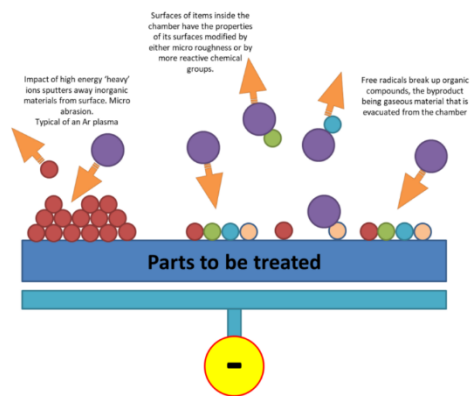 Surfaces of items inside the
chamber have the properties
of its surfaces modified by
either micro roughness or by
more reactive chemical
groups.
Impact of high energy 'heavy'
ions sputters away inorganic
materials from surface. Micro
abrasion.
Typical of an Ar plasma
Free radicals break up organic
compounds, the byproduct
being gaseous material that is
evacuated from the chamber
Parts to be treated
-